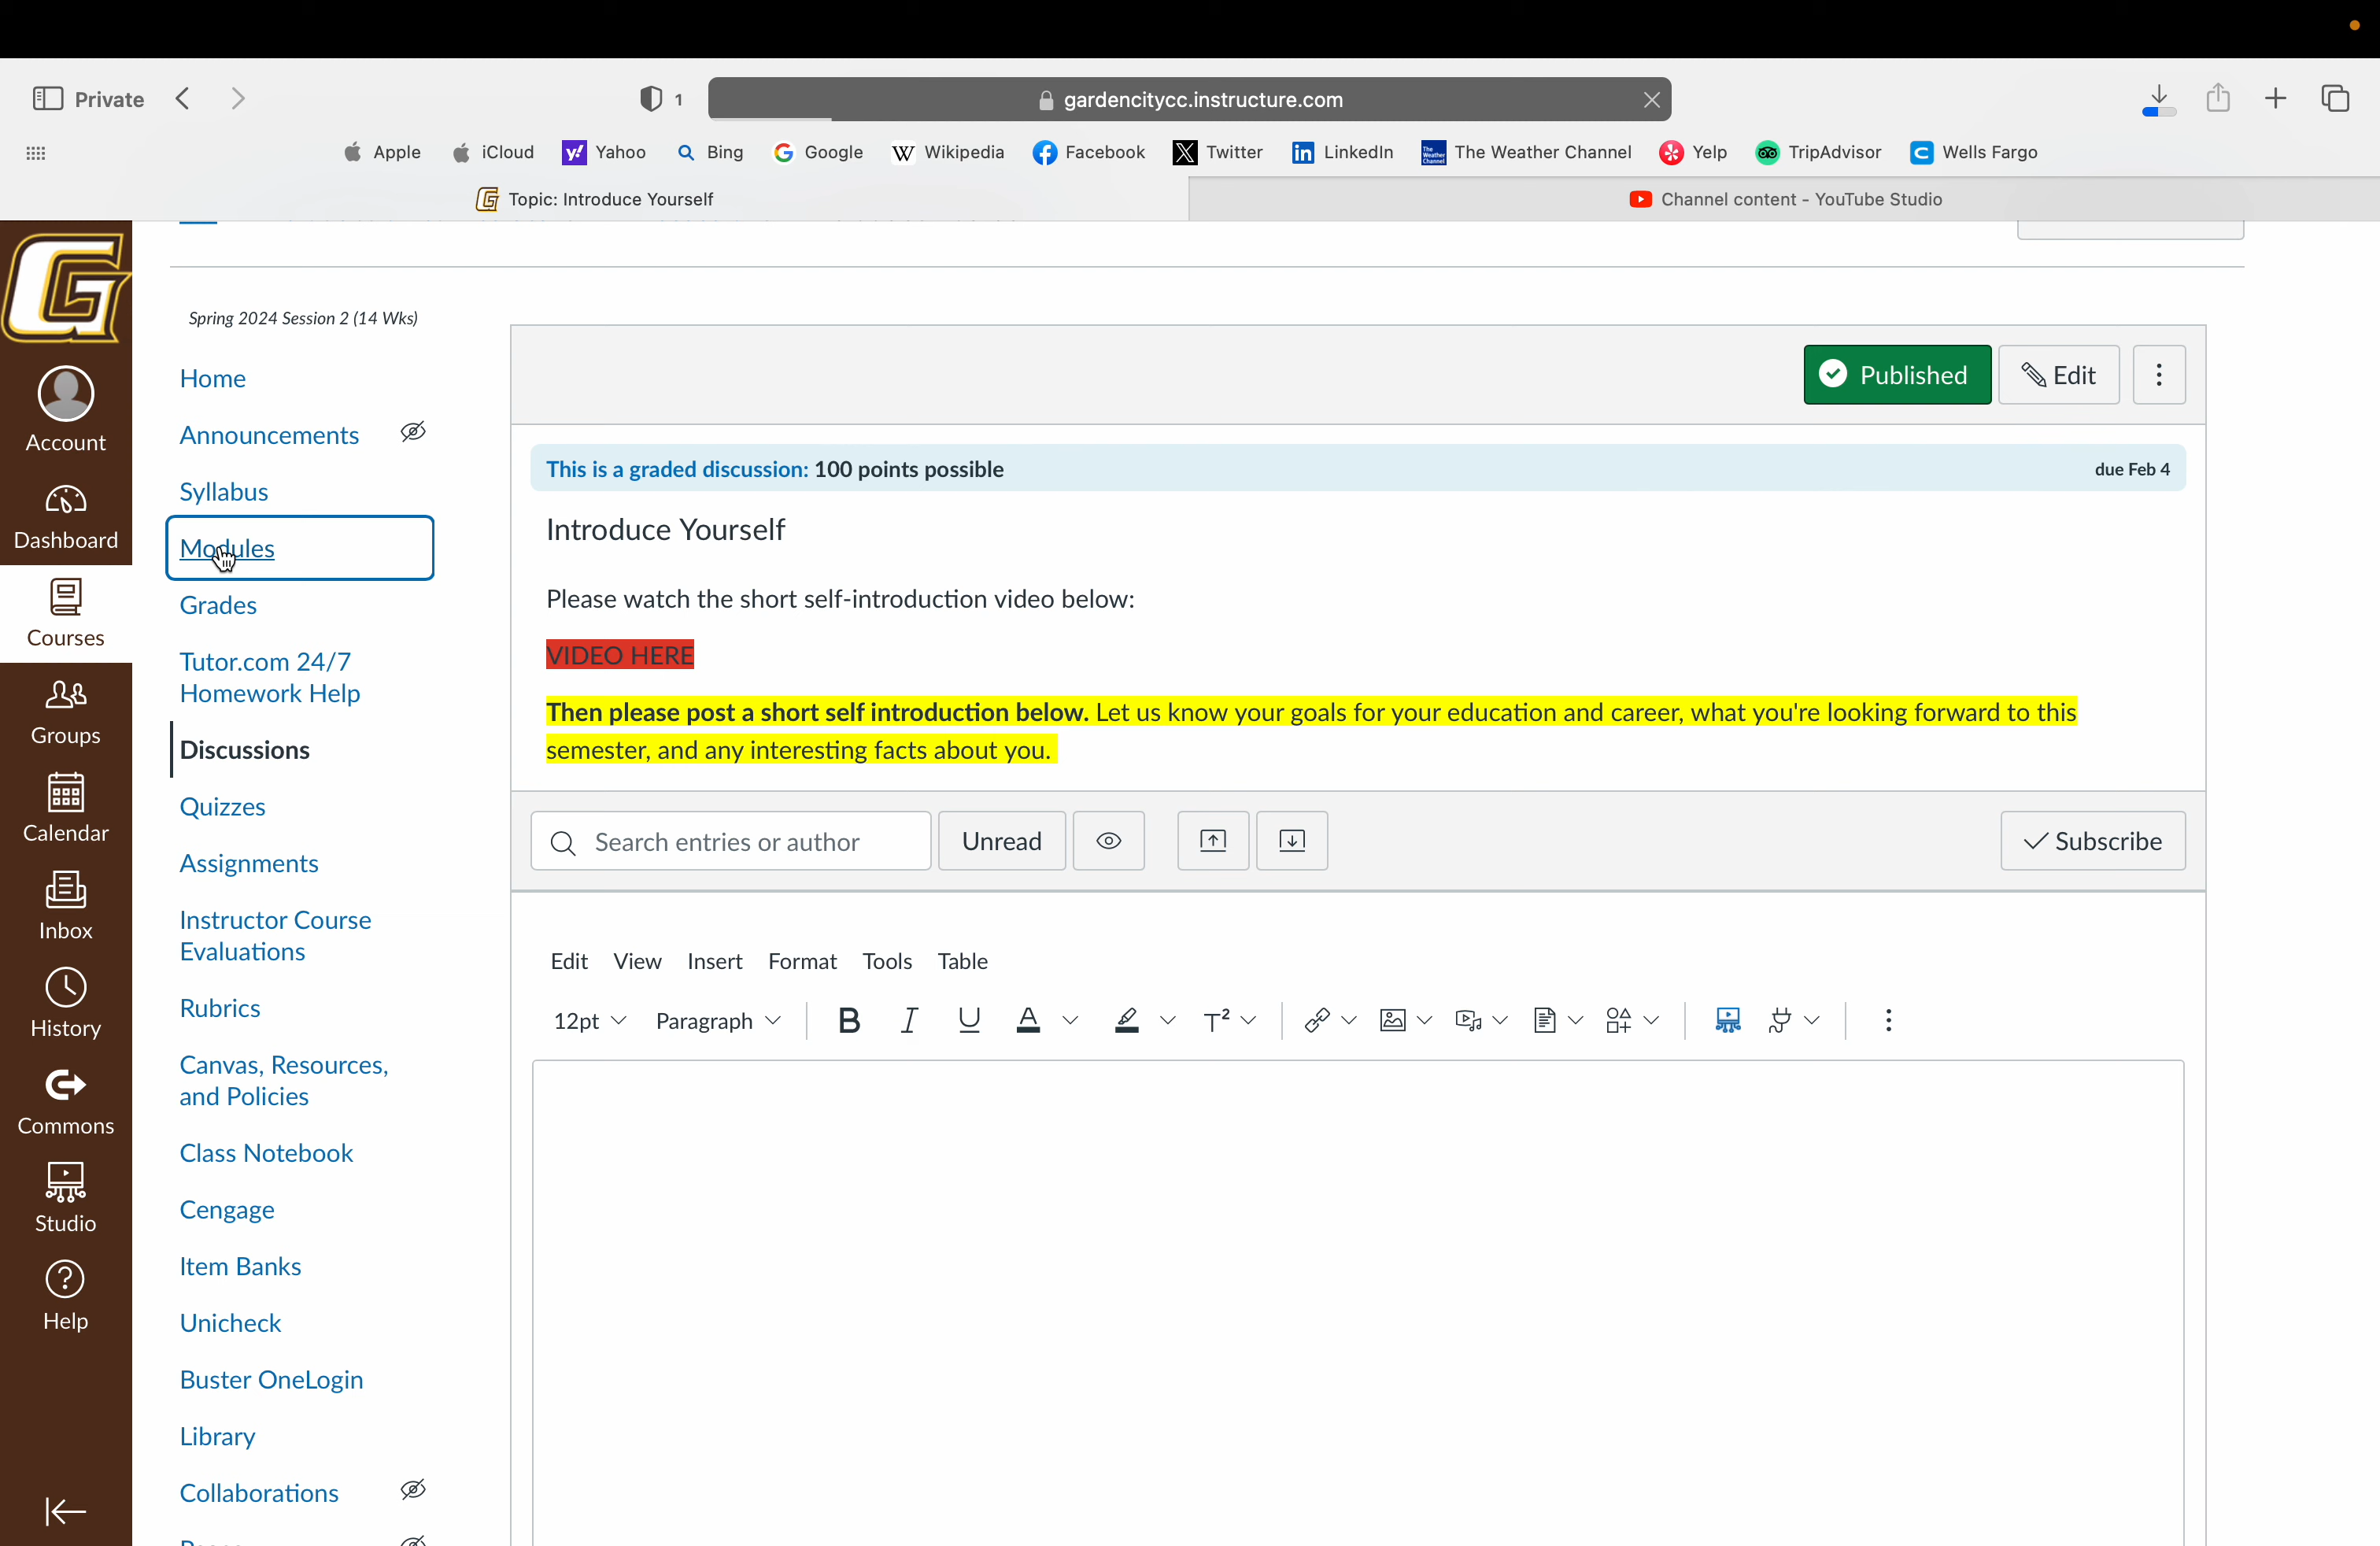 Private
1
gardencitycc.instructure.com
Apple
iCloud
Yahoo
Bing
Google
Wikipedia
Facebook
Twitter
LinkedIn
The Weather Channel
Yelp
TripAdvisor
Wells Fargo
Topic: Introduce Yourself
Channel content - YouTube Studio
Account
Dashboard
Courses
Groups
Calendar
Inbox
History
Commons
Studio
Help
Spring 2024 Session 2 (14 Wks)
Home
Announcements
Syllabus
Modules
Grades
Tutor.com 24/7
Homework Help
Discussions
Quizzes
Assignments
Instructor Course
Evaluations
Rubrics
Canvas, Resources,
and Policies
Class Notebook
Cengage
Item Banks
Unicheck
Buster OneLogin
Library
Collaborations
Published
Edit
This is a graded discussion: 100 points possible
due Feb 4
Introduce Yourself
Please watch the short self-introduction video below:
VIDEO HERE
Then please post a short self introduction below. Let us know your goals for your education and career, what you're looking forward to this
semester, and any interesting facts about you.
Search entries or author
Unread
Subscribe
Edit View Insert Format Tools Table
12pt
Paragraph
B I U A T²